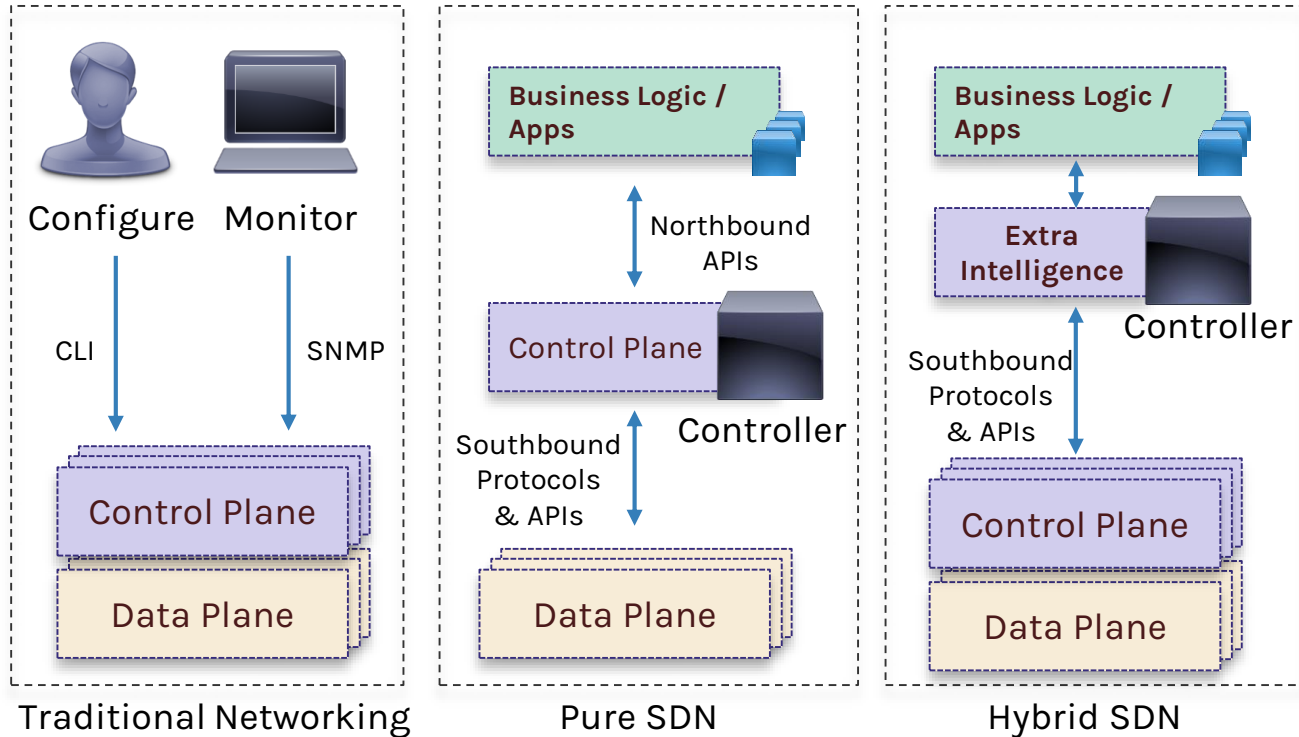 Configure
Monitor
CLI
SNMP
Control Plane
Data Plane
Traditional Networking
Business Logic /
Apps
Northbound
APIs
Control Plane
Controller
Southbound
Protocols
& APIs
Data Plane
Pure SDN
Business Logic /
Apps
Extra
Intelligence
Controller
Southbound
Protocols
& APIs
Control Plane
Data Plane
Hybrid SDN